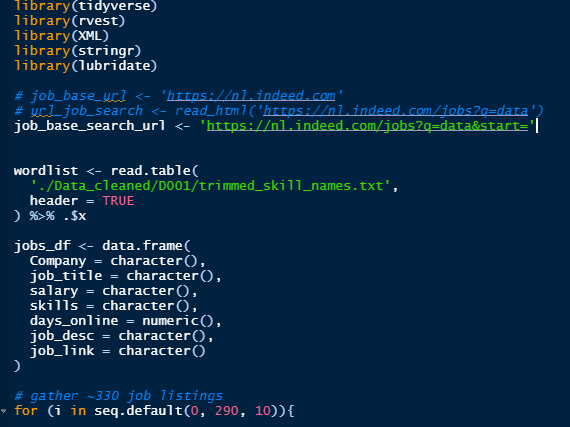 library(tidyverse)
library(rvest)
library(XML)
library(stringr)
library(lubridate)
# job_base_url <- 'https://nl.indeed.com'
# url_job_search <- read_html('https://nl.indeed.com/jobs?q=data')
job_base_search_url <- 'https://nl.indeed.com/jobs?q=data&start='
wordlist <- read.table(
  './Data_cleaned/D001/trimmed_skill_names.txt',
  header = TRUE
) %>% .$x
jobs_df <- data.frame(
  Company = character(),
  job_title = character(),
  salary = character(),
  skills = character(),
  days_online = numeric(),
  job_desc = character(),
  job_link = character()
)
# gather ~330 job listings
for (i in seq.default(0, 290, 10)){